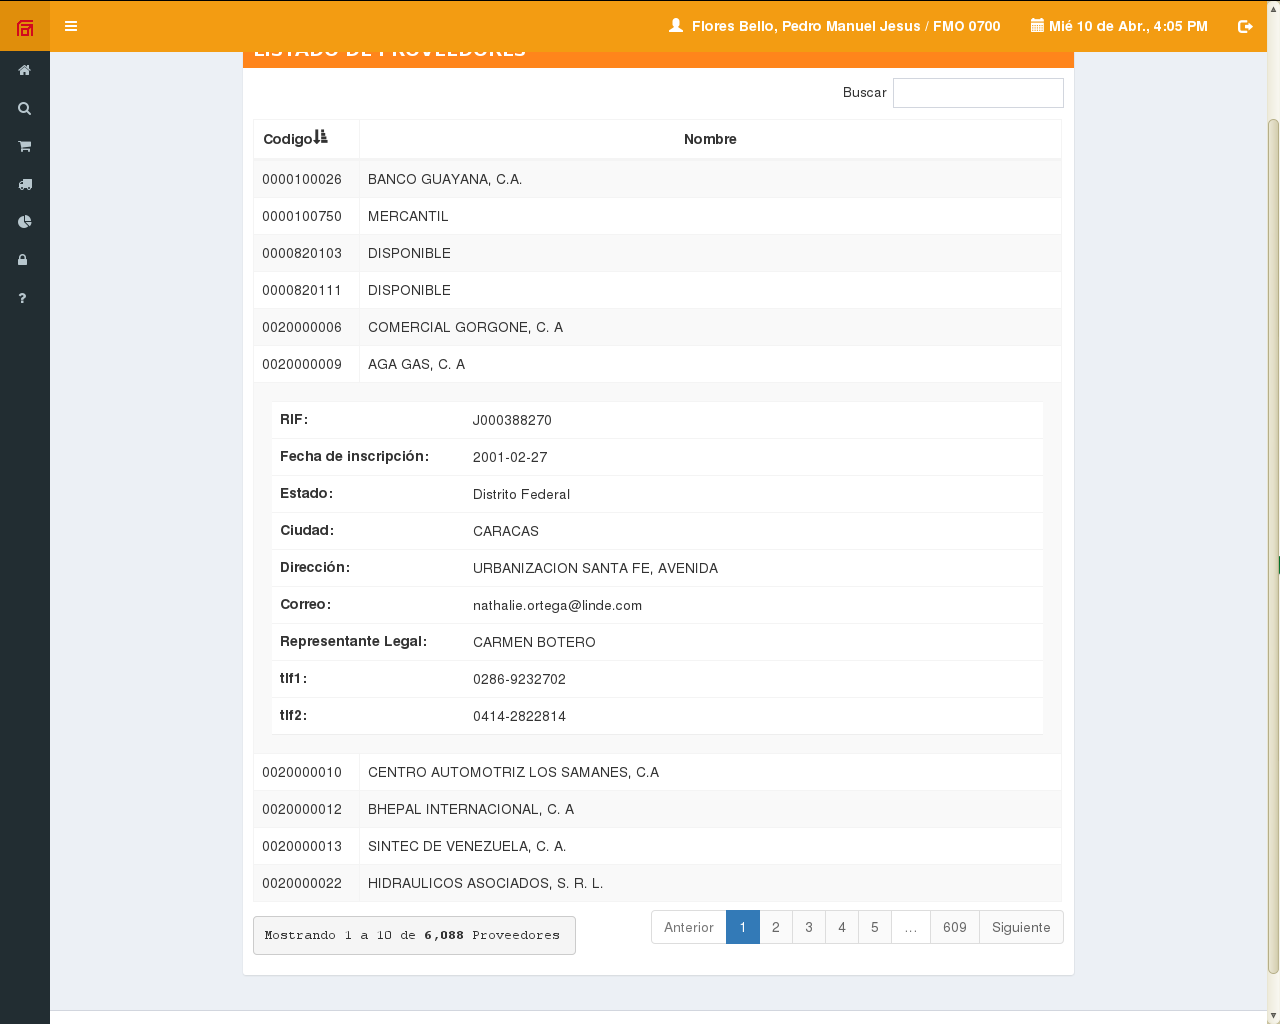 Flores Bello, Pedro Manuel Jesus / FMO 0700 Mié 10 de Abr., 4:05 PM
LISTADO DE PROVEEDORES
Buscar
Codigo Nombre
0000100026 BANCO GUAYANA, C.A.
0000100750 MERCANTIL
0000820103 DISPONIBLE
0000820111 DISPONIBLE
0020000006 COMERCIAL GORGONE, C. A
0020000009 AGA GAS, C. A
RIF: J000388270
Fecha de inscripción: 2001-02-27
Estado: Distrito Federal
Ciudad: CARACAS
Dirección: URBANIZACION SANTA FE, AVENIDA
Correo: nathalie.ortega@linde.com
Representante Legal: CARMEN BOTERO
tlf1: 0286-9232702
tlf2: 0414-2822814
0020000010 CENTRO AUTOMOTRIZ LOS SAMANES, C.A
0020000012 BHEPAL INTERNACIONAL, C. A
0020000013 SINTEC DE VENEZUELA, C. A.
0020000022 HIDRAULICOS ASOCIADOS, S. R. L.
Anterior 1 2 3 4 5 ... 609 Siguiente
Mostrando 1 a 10 de 6,088 Proveedores